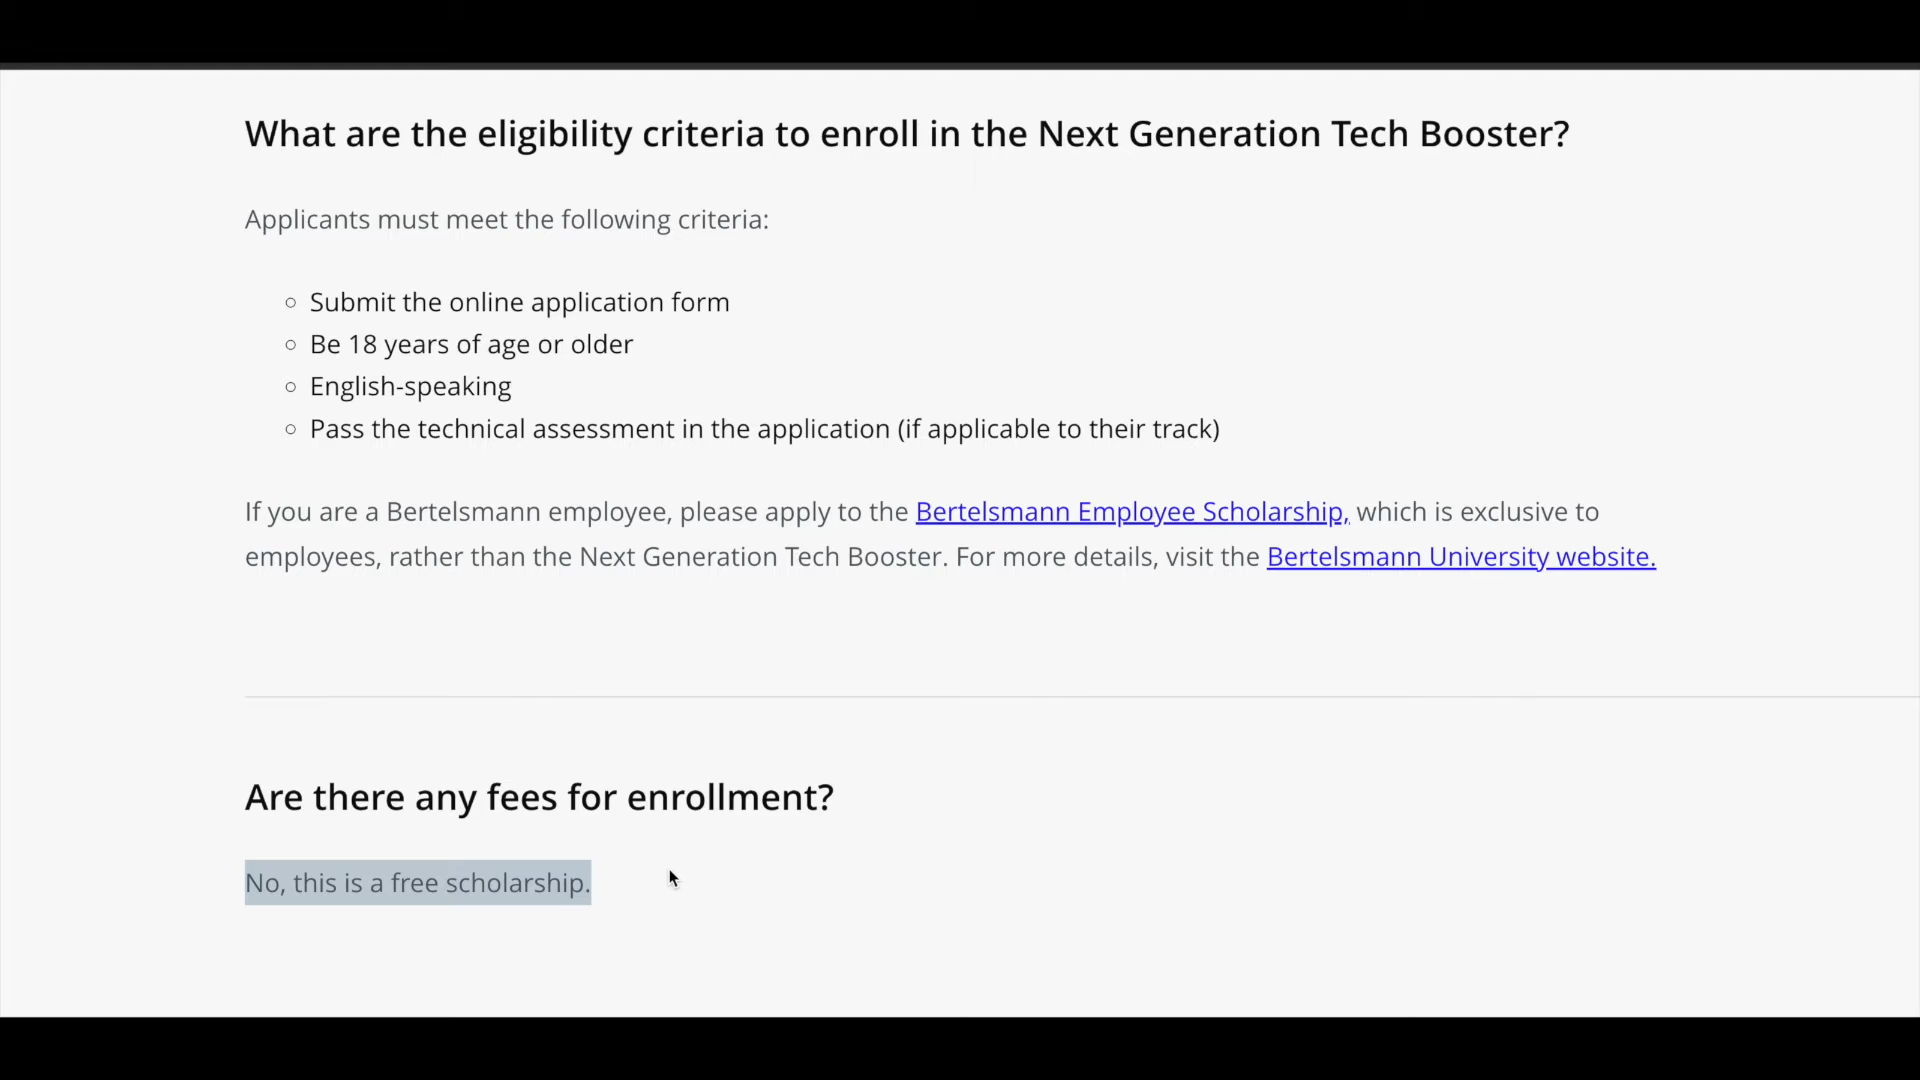 What are the eligibility criteria to enroll in the Next Generation Tech Booster?
Applicants must meet the following criteria:
Submit the online application form
Be 18 years of age or older
English-speaking
Pass the technical assessment in the application (if applicable to their track)
If you are a Bertelsmann employee, please apply to the Bertelsmann Employee Scholarship, which is exclusive to
employees, rather than the Next Generation Tech Booster. For more details, visit the Bertelsmann University website.
Are there any fees for enrollment?
No, this is a free scholarship.